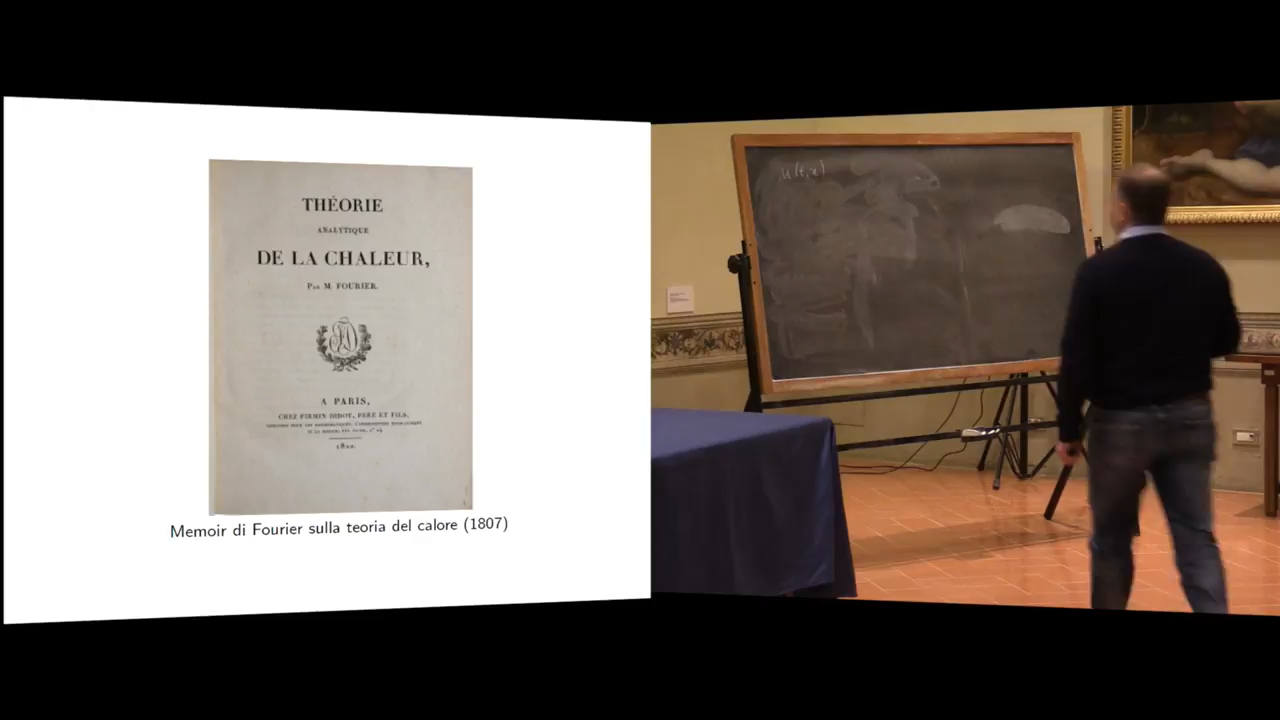 THÉORIE
ANALYTIQUE
DE LA CHALEUR,
PAR M. FOURIER.
A PARIS,
CHEZ FIRMIN DIDOT, PÈRE ET FILS,
1822.
Memoir di Fourier sulla teoria del calore (1807)
u(t,x)